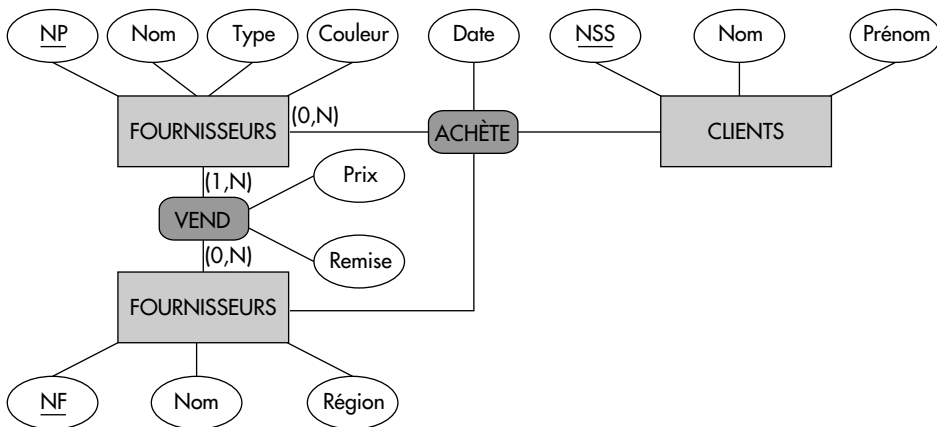 NP Nom Type Couleur Date NSS Nom Prénom
FOURNISSEURS (0,N) ACHÈTE CLIENTS
(1,N) Prix
VEND
(0,N) Remise
FOURNISSEURS
NF Nom Région